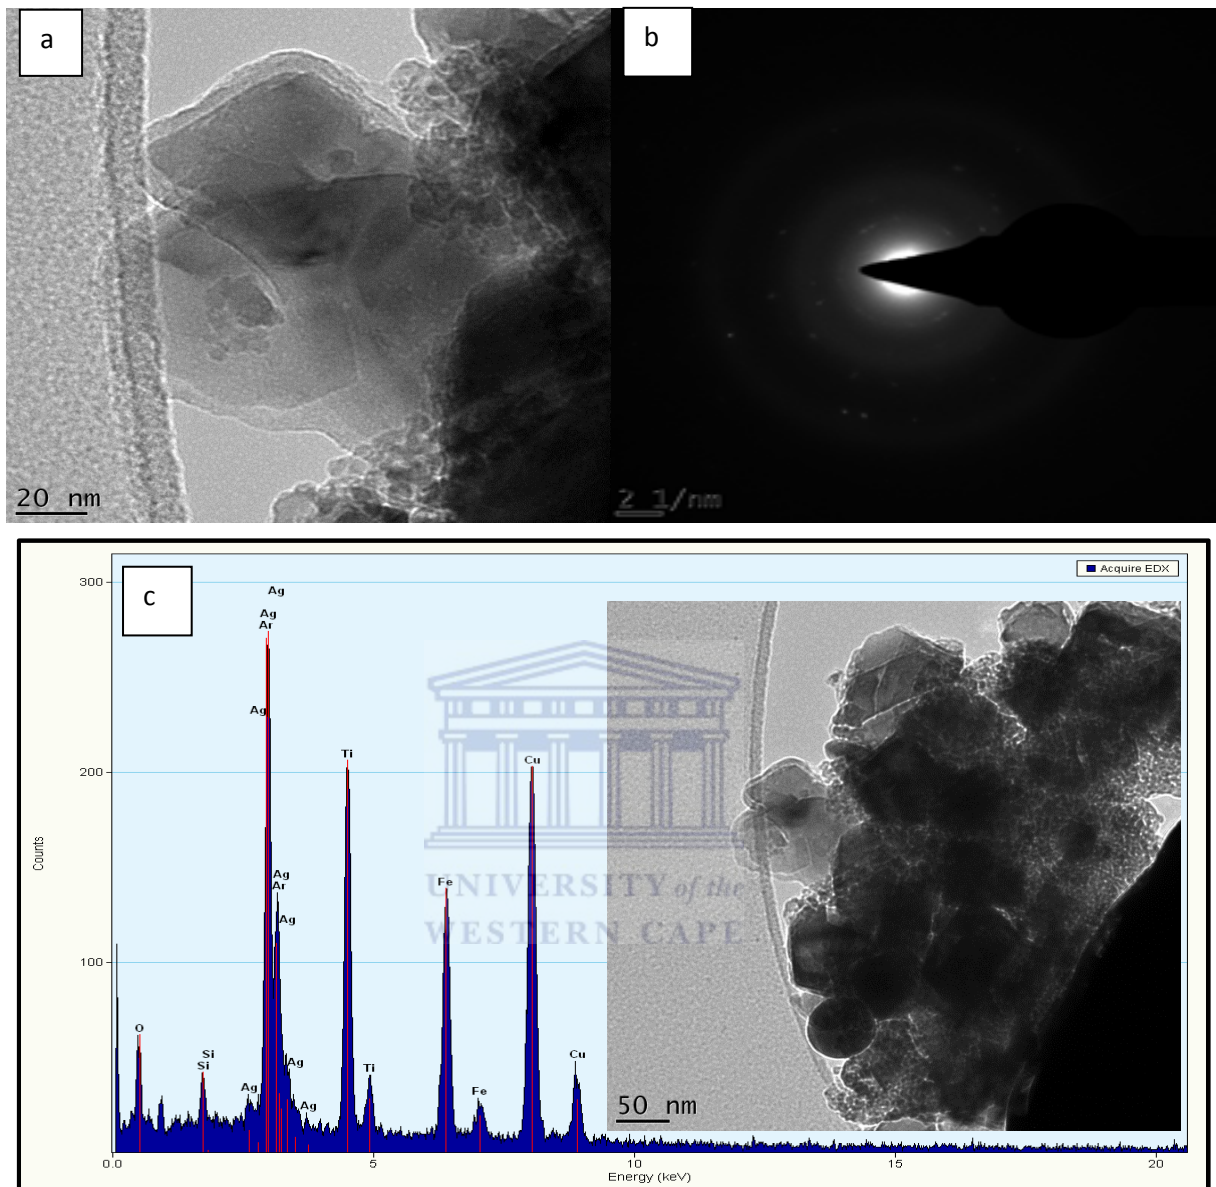 a
b
20 nm
2 1/nm
c
Acquire EDX
300
200
100
0.0
5
10
15
20
Counts
Energy (keV)
Ag
Ag
Ar
Ag
Ti
Cu
Ag
Ar
Fe
Ag
O
Si
Si
Ag
Ag
Ag
Ti
Fe
Cu
UNIVERSITY of the
WESTERN CAPE
50 nm